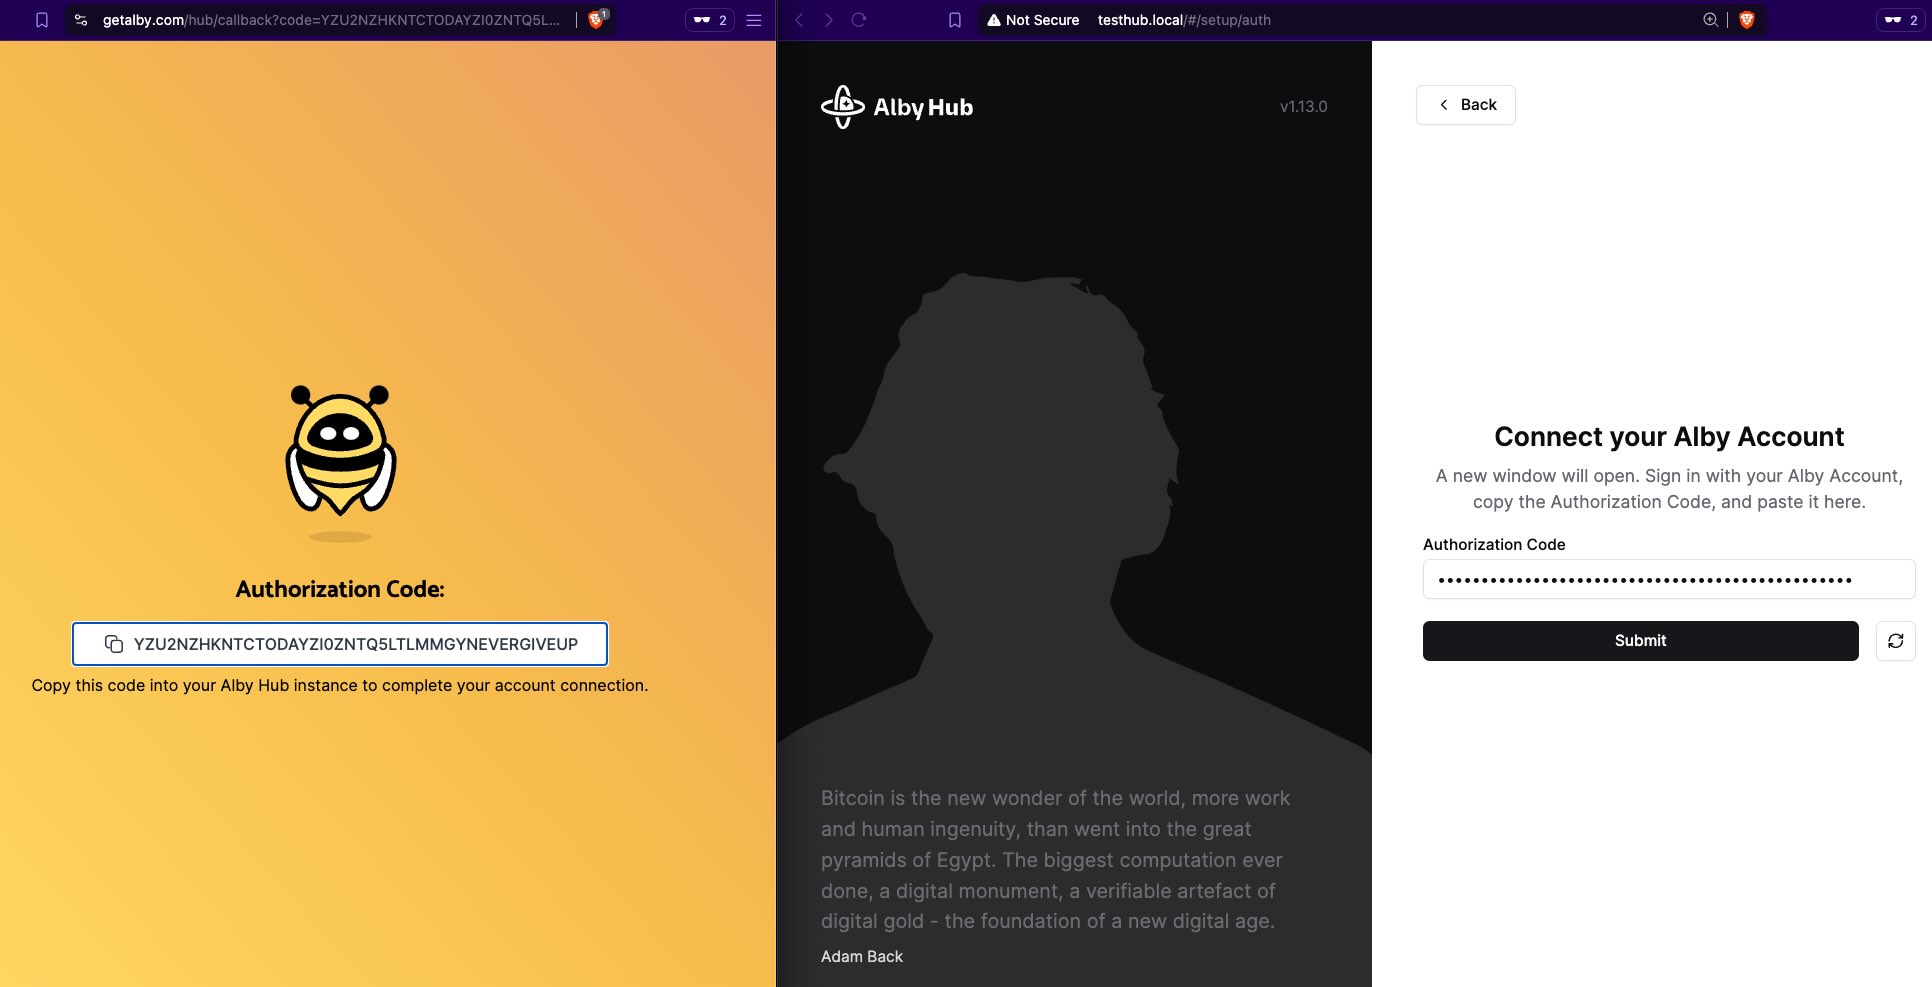 getalby.com/hub/callback?code=YZU2NZHKNTCTODAYZI0ZNTQ5L...
1
2
Authorization Code:
YZU2NZHKNTCTODAYZI0ZNTQ5LTLMMGYNEVERGIVEUP
Copy this code into your Alby Hub instance to complete your account connection.
Not Secure testhub.local/#/setup/auth
2
Alby Hub
v1.13.0
Bitcoin is the new wonder of the world, more work
and human ingenuity, than went into the great
pyramids of Egypt. The biggest computation ever
done, a digital monument, a verifiable artefact of
digital gold - the foundation of a new digital age.
Adam Back
Back
Connect your Alby Account
A new window will open. Sign in with your Alby Account,
copy the Authorization Code, and paste it here.
Authorization Code
••••••••••••••••••••••••••••••••••••••••••••••••
Submit